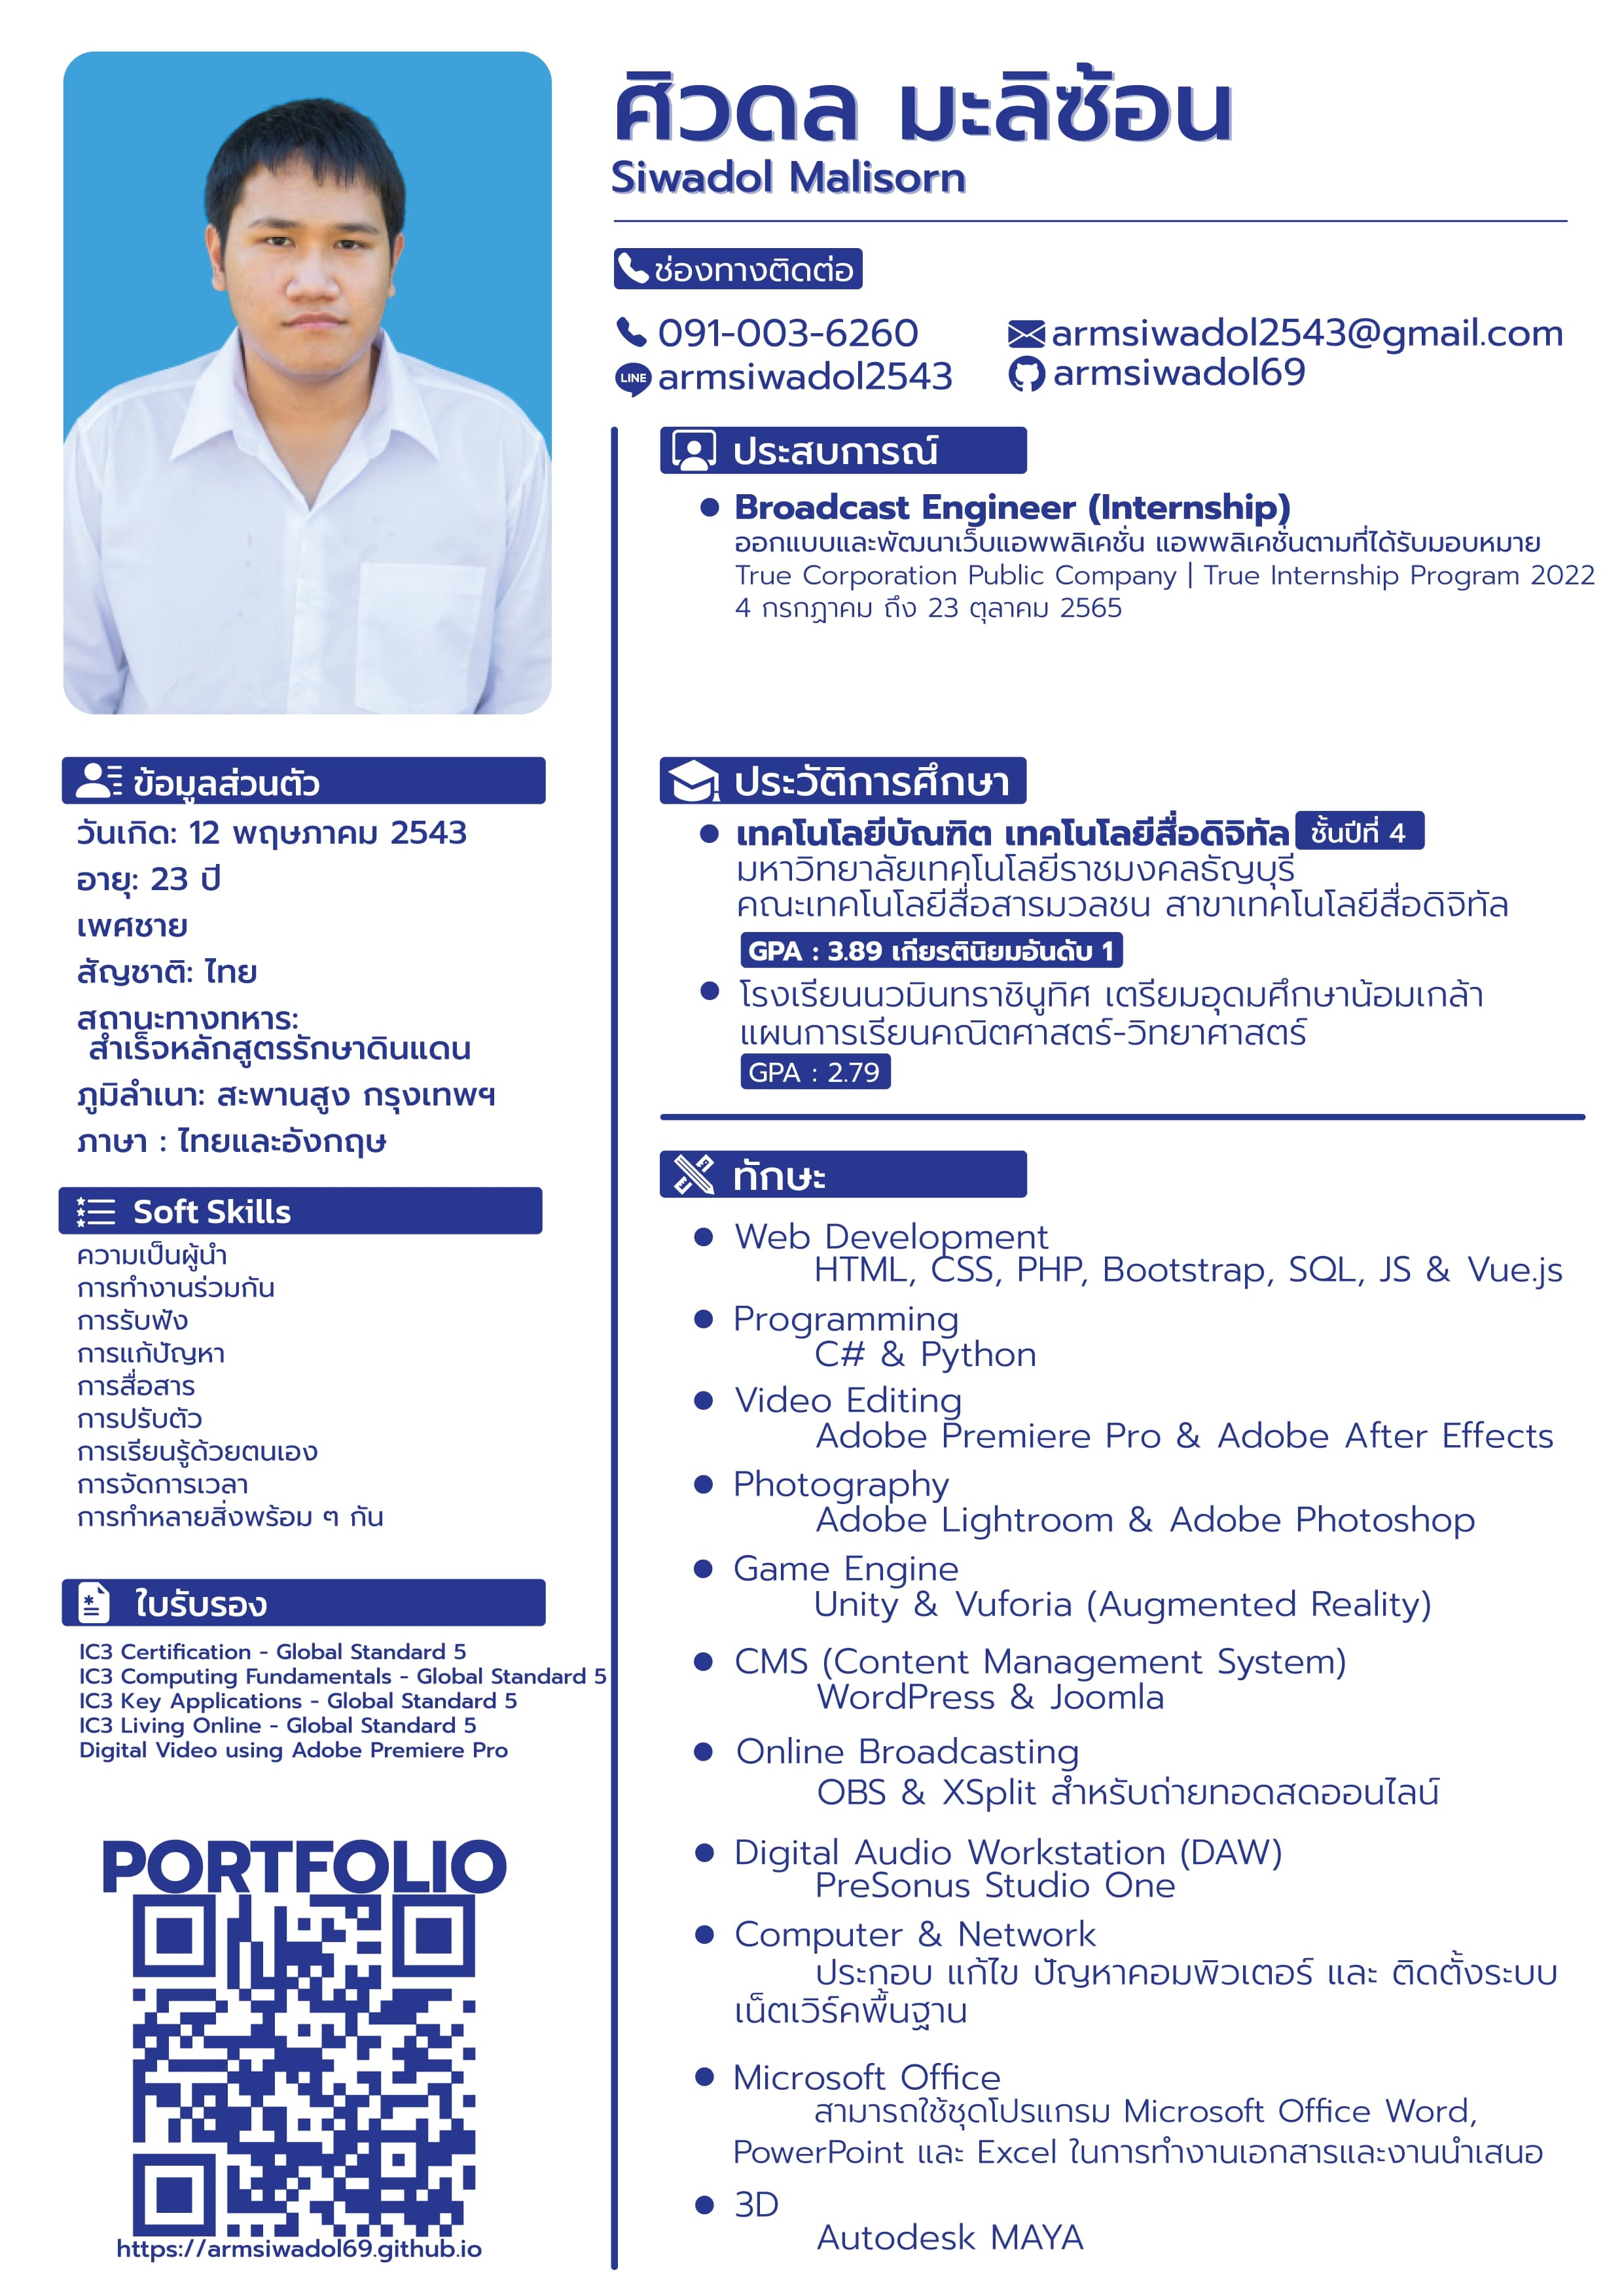 ศิวดล มะลิซ้อน
Siwadol Malisorn
ช่องทางติดต่อ
091-003-6260
armsiwadol2543@gmail.com
LINE armsiwadol2543
armsiwadol69
ประสบการณ์
Broadcast Engineer (Internship)
ออกแบบและพัฒนาเว็บแอพพลิเคชั่น แอพพลิเคชั่นตามที่ได้รับมอบหมาย
True Corporation Public Company | True Internship Program 2022
4 กรกฎาคม ถึง 23 ตุลาคม 2565
ประวัติการศึกษา
เทคโนโลยีบัณฑิต เทคโนโลยีสื่อดิจิทัล ชั้นปีที่ 4
มหาวิทยาลัยเทคโนโลยีราชมงคลธัญบุรี
คณะเทคโนโลยีสื่อสารมวลชน สาขาเทคโนโลยีสื่อดิจิทัล
GPA : 3.89 เกียรตินิยมอันดับ 1
โรงเรียนนวมินทราชินูทิศ เตรียมอุดมศึกษาน้อมเกล้า
แผนการเรียนคณิตศาสตร์-วิทยาศาสตร์
GPA : 2.79
ทักษะ
Web Development
HTML, CSS, PHP, Bootstrap, SQL, JS & Vue.js
Programming
C# & Python
Video Editing
Adobe Premiere Pro & Adobe After Effects
Photography
Adobe Lightroom & Adobe Photoshop
Game Engine
Unity & Vuforia (Augmented Reality)
CMS (Content Management System)
WordPress & Joomla
Online Broadcasting
OBS & XSplit สำหรับถ่ายทอดสดออนไลน์
Digital Audio Workstation (DAW)
PreSonus Studio One
Computer & Network
ประกอบ แก้ไข ปัญหาคอมพิวเตอร์ และ ติดตั้งระบบ
เน็ตเวิร์คพื้นฐาน
Microsoft Office
สามารถใช้ชุดโปรแกรม Microsoft Office Word,
PowerPoint และ Excel ในการทำงานเอกสารและงานนำเสนอ
3D
Autodesk MAYA
ข้อมูลส่วนตัว
วันเกิด: 12 พฤษภาคม 2543
อายุ: 23 ปี
เพศชาย
สัญชาติ: ไทย
สถานะทางทหาร:
สำเร็จหลักสูตรรักษาดินแดน
ภูมิลำเนา: สะพานสูง กรุงเทพฯ
ภาษา : ไทยและอังกฤษ
Soft Skills
ความเป็นผู้นำ
การทำงานร่วมกัน
การรับฟัง
การแก้ปัญหา
การสื่อสาร
การปรับตัว
การเรียนรู้ด้วยตนเอง
การจัดการเวลา
การทำหลายสิ่งพร้อม ๆ กัน
ใบรับรอง
IC3 Certification - Global Standard 5
IC3 Computing Fundamentals - Global Standard 5
IC3 Key Applications - Global Standard 5
IC3 Living Online - Global Standard 5
Digital Video using Adobe Premiere Pro
PORTFOLIO
https://armsiwadol69.github.io